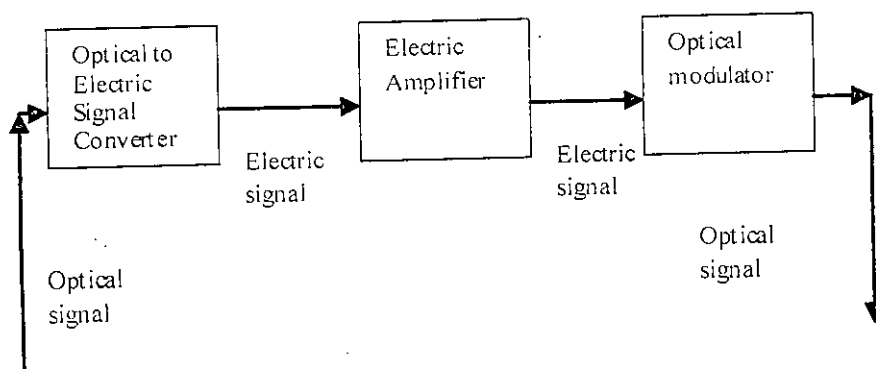 Optical to
Electric
Signal
Converter
Electric
Amplifier
Optical
modulator
Electric
signal
Electric
signal
Optical
signal
Optical
signal